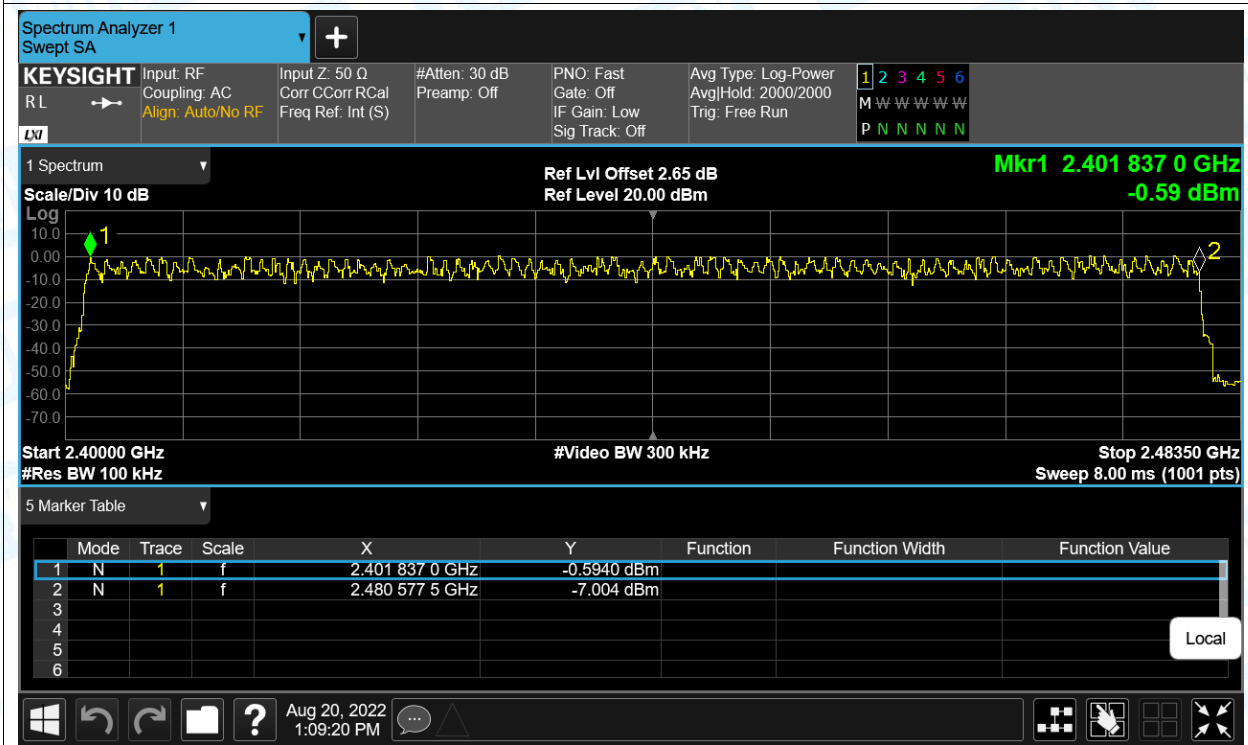 Spectrum Analyzer 1
Swept SA
▼
+
KEYSIGHT Input: RF Input Z: 50 Ω #Atten: 30 dB PNO: Fast Avg Type: Log-Power 1 2 3 4 5 6
R L Coupling: AC Corr CCorr RCal Preamp: Off Gate: Off Avg|Hold: 2000/2000 M W W W W W
Align: Auto/No RF Freq Ref: Int (S) IF Gain: Low Trig: Free Run
LXI Sig Track: Off P N N N N N
1 Spectrum ▼ Ref Lvl Offset 2.65 dB Mkr1 2.401 837 0 GHz
Scale/Div 10 dB Ref Level 20.00 dBm -0.59 dBm
Log
10.0
0.00
-10.0
-20.0
-30.0
-40.0
-50.0
-60.0
-70.0
1
2
Start 2.40000 GHz #Video BW 300 kHz Stop 2.48350 GHz
#Res BW 100 kHz Sweep 8.00 ms (1001 pts)
5 Marker Table ▼
Mode Trace Scale X Y Function Function Width Function Value
1 N 1 f 2.401 837 0 GHz -0.5940 dBm
2 N 1 f 2.480 577 5 GHz -7.004 dBm
3
4
5
6
Local
? Aug 20, 2022
1:09:20 PM